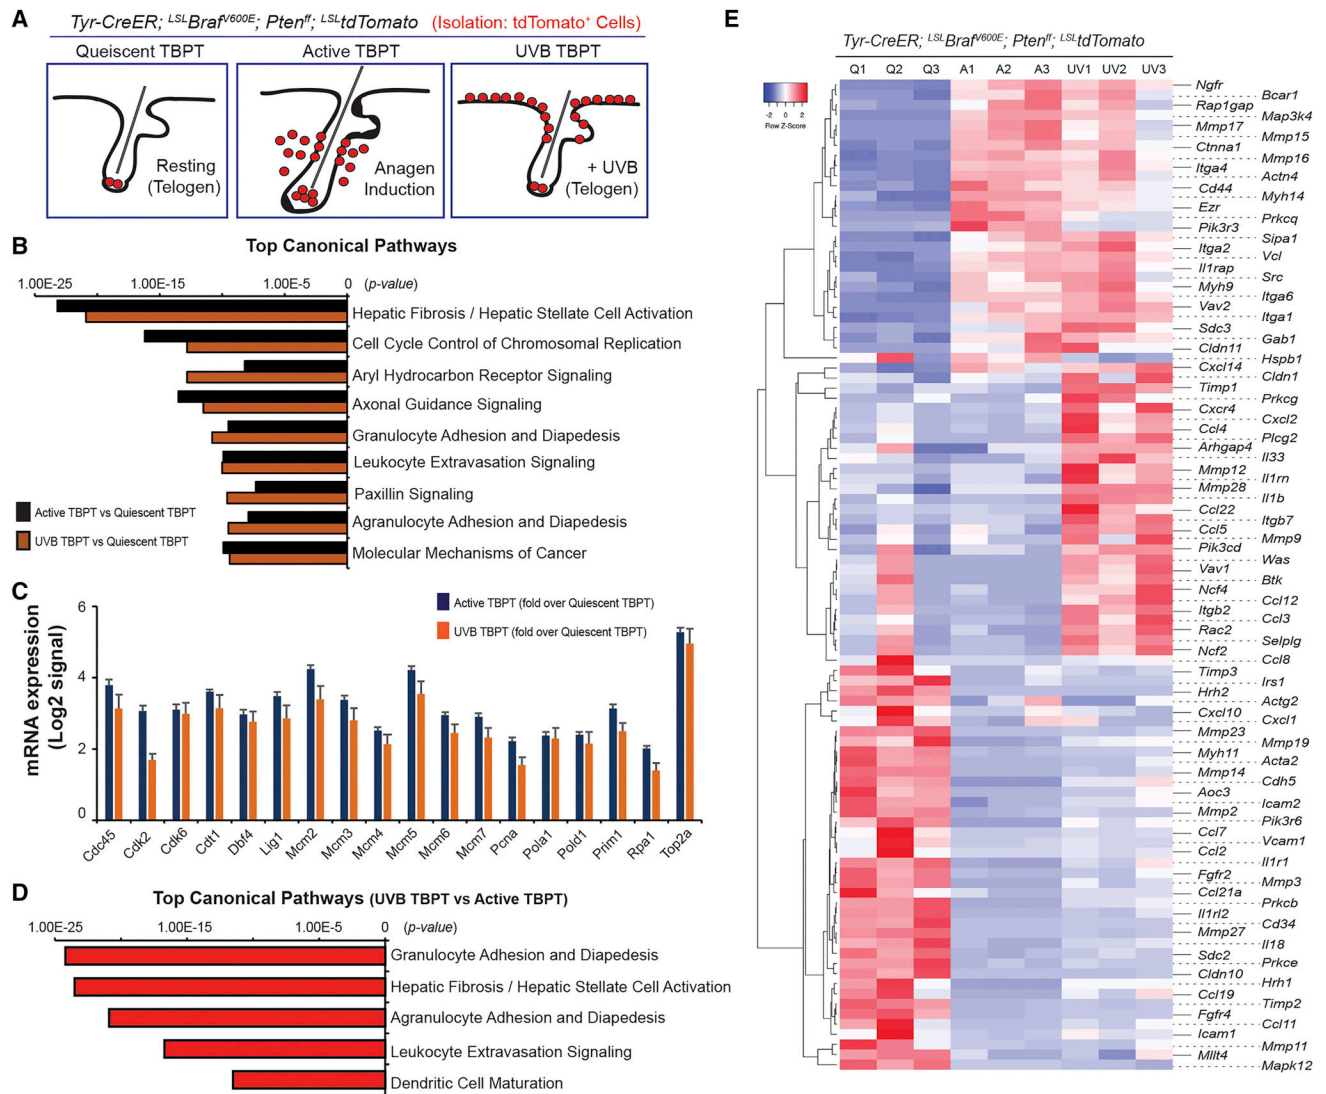 A
Tyr-CreER; LSLBrafV600E; Ptenff; LSLtdTomato (Isolation: tdTomato+ Cells)
Queiscent TBPT
Active TBPT
UVB TBPT
Resting
(Telogen)
Anagen
Induction
+ UVB
(Telogen)
B
Top Canonical Pathways
1.00E-25 1.00E-15 1.00E-5 0 (p-value)
Hepatic Fibrosis / Hepatic Stellate Cell Activation
Cell Cycle Control of Chromosomal Replication
Aryl Hydrocarbon Receptor Signaling
Axonal Guidance Signaling
Granulocyte Adhesion and Diapedesis
Leukocyte Extravasation Signaling
Paxillin Signaling
Agranulocyte Adhesion and Diapedesis
Molecular Mechanisms of Cancer
Active TBPT vs Quiescent TBPT
UVB TBPT vs Quiescent TBPT
C
mRNA expression
(Log2 signal)
6
4
2
0
Active TBPT (fold over Quiescent TBPT)
UVB TBPT (fold over Quiescent TBPT)
Cdc45 Cdk2 Cdk6 Cdt1 Dbf4 Lig1 Mcm2 Mcm3 Mcm4 Mcm5 Mcm6 Mcm7 Pcna Pola1 Pold1 Prim1 Rpa1 Top2a
D
Top Canonical Pathways (UVB TBPT vs Active TBPT)
1.00E-25 1.00E-15 1.00E-5 0 (p-value)
Granulocyte Adhesion and Diapedesis
Hepatic Fibrosis / Hepatic Stellate Cell Activation
Agranulocyte Adhesion and Diapedesis
Leukocyte Extravasation Signaling
Dendritic Cell Maturation
E
Tyr-CreER; LSLBrafV600E; Ptenff; LSLtdTomato
Q1 Q2 Q3 A1 A2 A3 UV1 UV2 UV3
-2 0 2
Row Z-Score
Ngfr
Bcar1
Rap1gap
Map3k4
Mmp17
Mmp15
Ctnna1
Mmp16
Itga4
Actn4
Cd44
Myh14
Ezr
Prkcq
Pik3r3
Sipa1
Itga2
Vcl
Il1rap
Src
Myh9
Itga6
Vav2
Itga1
Sdc3
Gab1
Cldn11
Hspb1
Cxcl14
Cldn1
Timp1
Prkcg
Cxcr4
Cxcl2
Ccl4
Plcg2
Arhgap4
Il33
Mmp12
Il1rn
Mmp28
Il1b
Ccl22
Itgb7
Ccl5
Mmp9
Pik3cd
Was
Vav1
Btk
Ncf4
Ccl12
Itgb2
Ccl3
Rac2
Selplg
Ncf2
Ccl8
Timp3
Irs1
Hrh2
Actg2
Cxcl10
Cxcl1
Mmp23
Mmp19
Myh11
Acta2
Mmp14
Cdh5
Aoc3
Icam2
Mmp2
Pik3r6
Ccl7
Vcam1
Ccl2
Il1r1
Fgfr2
Mmp3
Ccl21a
Prkcb
Il1rl2
Cd34
Mmp27
Il18
Sdc2
Prkce
Cldn10
Hrh1
Ccl19
Timp2
Fgfr4
Ccl11
Icam1
Mmp11
Mllt4
Mapk12